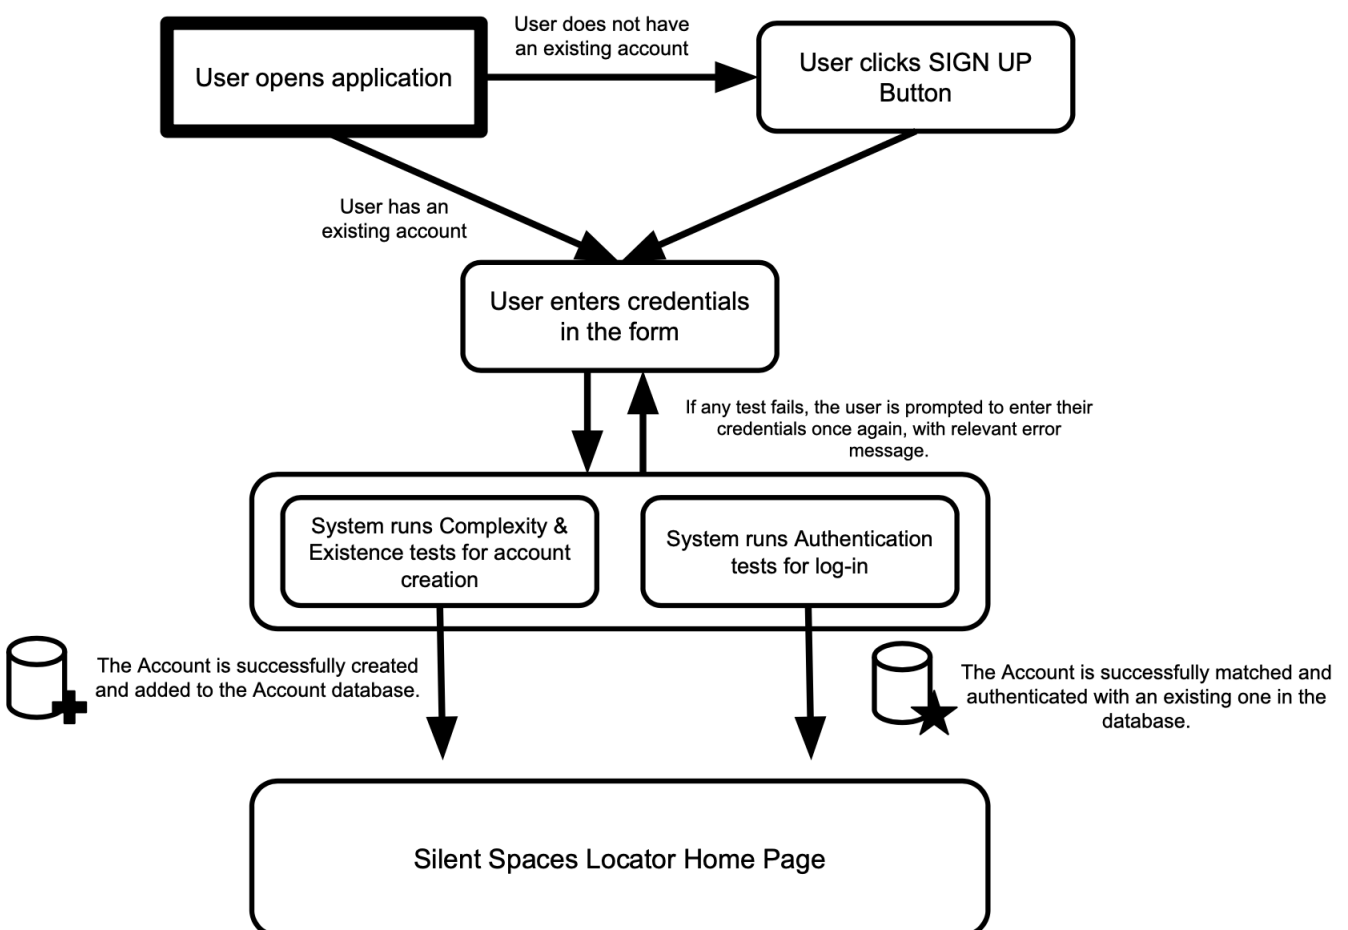 User does not have
an existing account
User opens application
User clicks SIGN UP
Button
User has an
existing account
User enters credentials
in the form
If any test fails, the user is prompted to enter their
credentials once again, with relevant error
message.
System runs Complexity &
Existence tests for account
creation
System runs Authentication
tests for log-in
The Account is successfully created
and added to the Account database.
The Account is successfully matched and
authenticated with an existing one in the
database.
Silent Spaces Locator Home Page